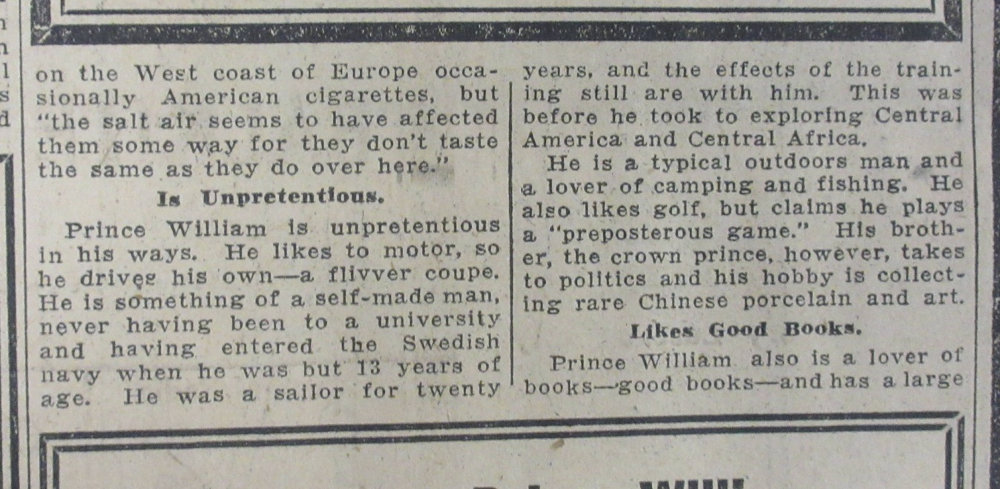 on the West coast of Europe occa-
sionally American cigarettes, but
"the salt air seems to have affected
them some way for they don't taste
the same as they do over here."
Is Unpretentious.
Prince William is unpretentious
in his ways. He likes to motor, so
he drives his own—a flivver coupe.
He is something of a self-made man,
never having been to a university
and having entered the Swedish
navy when he was but 13 years of
age. He was a sailor for twenty
years, and the effects of the train-
ing still are with him. This was
before he took to exploring Central
America and Central Africa.
He is a typical outdoors man and
a lover of camping and fishing. He
also likes golf, but claims he plays
a "preposterous game." His broth-
er, the crown prince, however, takes
to politics and his hobby is collect-
ing rare Chinese porcelain and art.
Likes Good Books.
Prince William also is a lover of
books—good books—and has a large